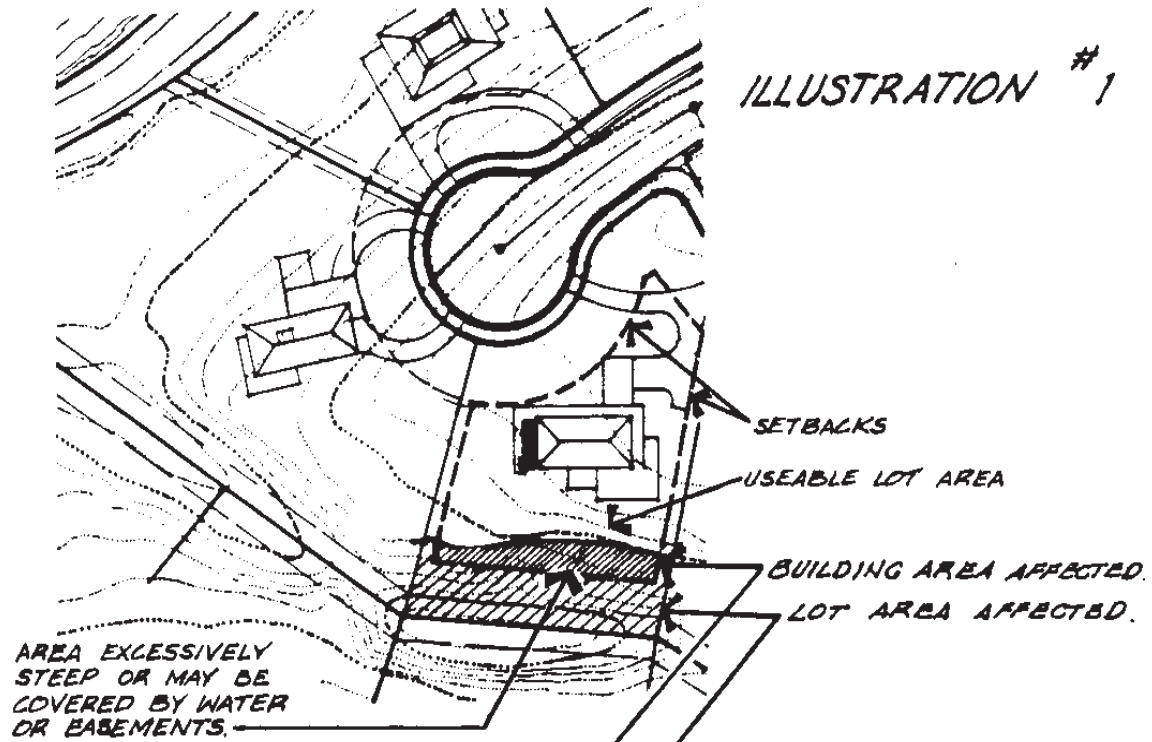 ILLUSTRATION #1
SETBACKS
USEABLE LOT AREA
BUILDING AREA AFFECTED.
LOT AREA AFFECTED.
AREA EXCESSIVELY
STEEP OR MAY BE
COVERED BY WATER
OR EASEMENTS.